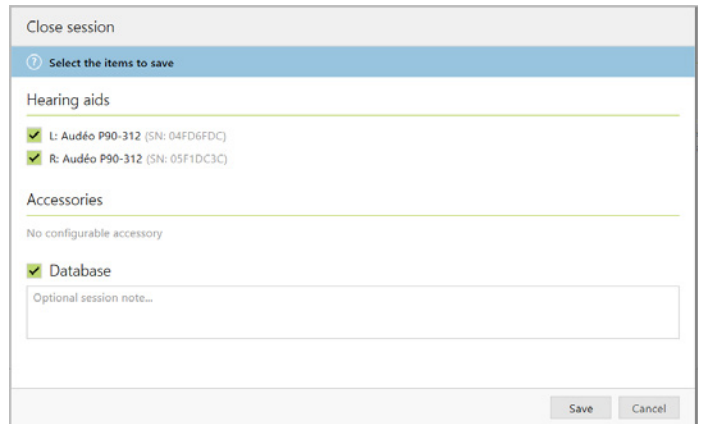 Close session
? Select the items to save
Hearing aids
L: Audéo P90-312 (SN: 04FD6FDC)
R: Audéo P90-312 (SN: 05F1DC3C)
Accessories
No configurable accessory
Database
Optional session note...
Save Cancel